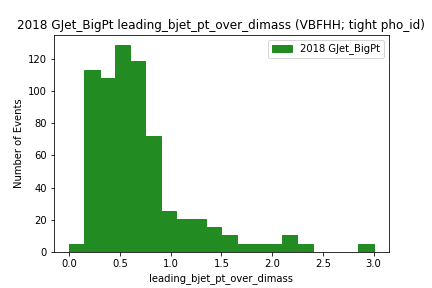 2018 GJet_BigPt leading_bjet_pt_over_dimass (VBFHH; tight pho_id)
2018 GJet_BigPt
Number of Events
120
100
80
60
40
20
0
0.0 0.5 1.0 1.5 2.0 2.5 3.0
leading_bjet_pt_over_dimass